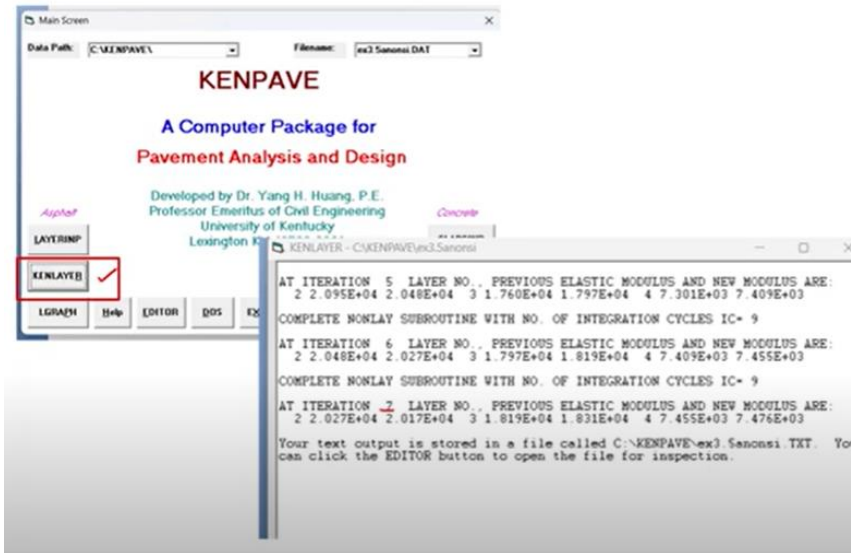 Main Screen
Data Path: C:\KENPAVE\ Filename: ex3.5anonsi.DAT
KENPAVE
A Computer Package for
Pavement Analysis and Design
Developed by Dr. Yang H. Huang, P.E.
Professor Emeritus of Civil Engineering
University of Kentucky
Lexington
Asphalt Concrete
LAYERINP
KENLAYER
LGRAPH Help EDITOR DOS
KENLAYER - C:\KENPAVE\ex3.5anonsi
AT ITERATION 5 LAYER NO., PREVIOUS ELASTIC MODULUS AND NEW MODULUS ARE:
2 2.095E+04 2.048E+04 3 1.760E+04 1.797E+04 4 7.301E+03 7.409E+03
COMPLETE NONLAY SUBROUTINE WITH NO. OF INTEGRATION CYCLES IC= 9
AT ITERATION 6 LAYER NO., PREVIOUS ELASTIC MODULUS AND NEW MODULUS ARE:
2 2.048E+04 2.027E+04 3 1.797E+04 1.819E+04 4 7.409E+03 7.455E+03
COMPLETE NONLAY SUBROUTINE WITH NO. OF INTEGRATION CYCLES IC= 9
AT ITERATION 7 LAYER NO., PREVIOUS ELASTIC MODULUS AND NEW MODULUS ARE:
2 2.027E+04 2.017E+04 3 1.819E+04 1.831E+04 4 7.455E+03 7.476E+03
Your text output is stored in a file called C:\KENPAVE\ex3.5anonsi.TXT. Yo
can click the EDITOR button to open the file for inspection.